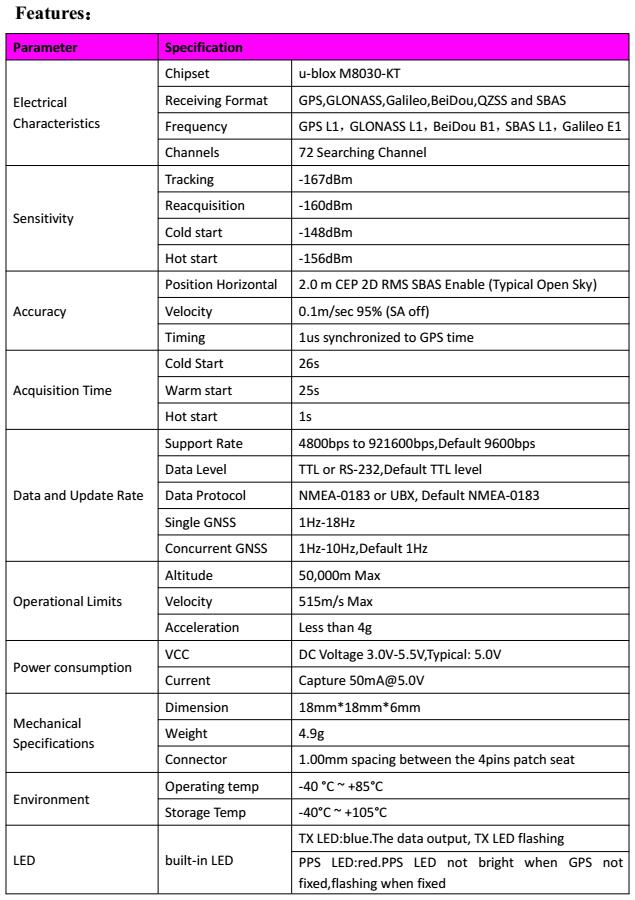 Features：
Parameter Specification
Electrical Characteristics
Chipset u-blox M8030-KT
Receiving Format GPS,GLONASS,Galileo,BeiDou,QZSS and SBAS
Frequency GPS L1，GLONASS L1，BeiDou B1，SBAS L1，Galileo E1
Channels 72 Searching Channel
Sensitivity
Tracking -167dBm
Reacquisition -160dBm
Cold start -148dBm
Hot start -156dBm
Accuracy
Position Horizontal 2.0 m CEP 2D RMS SBAS Enable (Typical Open Sky)
Velocity 0.1m/sec 95% (SA off)
Timing 1us synchronized to GPS time
Acquisition Time
Cold Start 26s
Warm start 25s
Hot start 1s
Data and Update Rate
Support Rate 4800bps to 921600bps,Default 9600bps
Data Level TTL or RS-232,Default TTL level
Data Protocol NMEA-0183 or UBX, Default NMEA-0183
Single GNSS 1Hz-18Hz
Concurrent GNSS 1Hz-10Hz,Default 1Hz
Operational Limits
Altitude 50,000m Max
Velocity 515m/s Max
Acceleration Less than 4g
Power consumption
VCC DC Voltage 3.0V-5.5V,Typical: 5.0V
Current Capture 50mA@5.0V
Mechanical Specifications
Dimension 18mm*18mm*6mm
Weight 4.9g
Connector 1.00mm spacing between the 4pins patch seat
Environment
Operating temp -40 °C ~ +85°C
Storage Temp -40°C ~ +105°C
LED
built-in LED
TX LED:blue.The data output, TX LED flashing
PPS LED:red.PPS LED not bright when GPS not
fixed,flashing when fixed